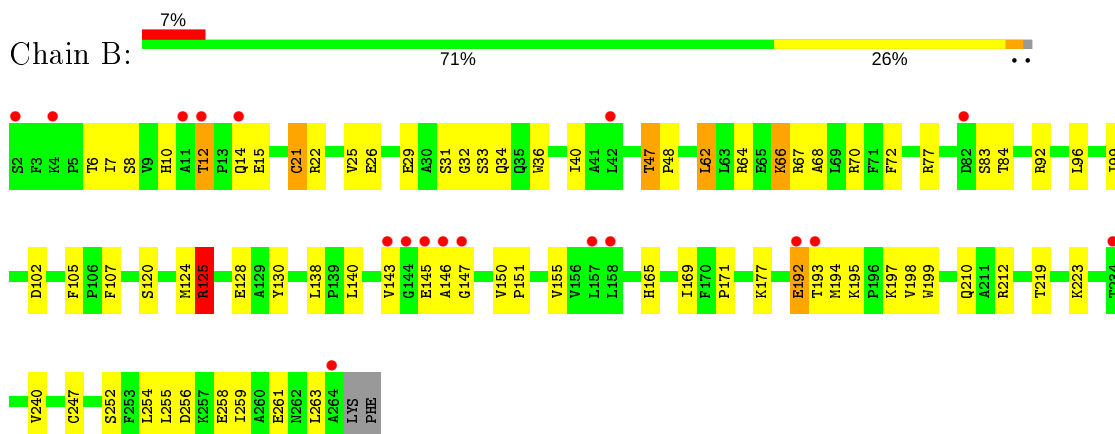 7%
Chain B:
71% 26% • •
S2 F3 K4 P5 T6 I7 S8 V9 H10 A11 T12 P13 Q14 E15 C21 R22 V25 E26 E29 A30 S31 G32 S33 Q34 Q35 W36 I40 A41 L42 T47 P48 L62 L63 R64 E65 K66 R67 A68 L69 R70 F71 F72 R77 D82 S83 T84 R92 L96
D102 F105 P106 F107 S120 M124 R125 E128 A129 Y130 L138 P139 L140 V143 G144 E145 A146 G147 V150 P151 V155 V156 L157 L158 H165 I169 F170 P171 K177 E192 T193 M194 K195 P196 K197 V198 W199 Q210 A211 R212 T219 K223 T234
V240 C247 S252 F253 L254 L255 D256 K257 E258 I259 A260 E261 N262 L263 A264 LYS PHE